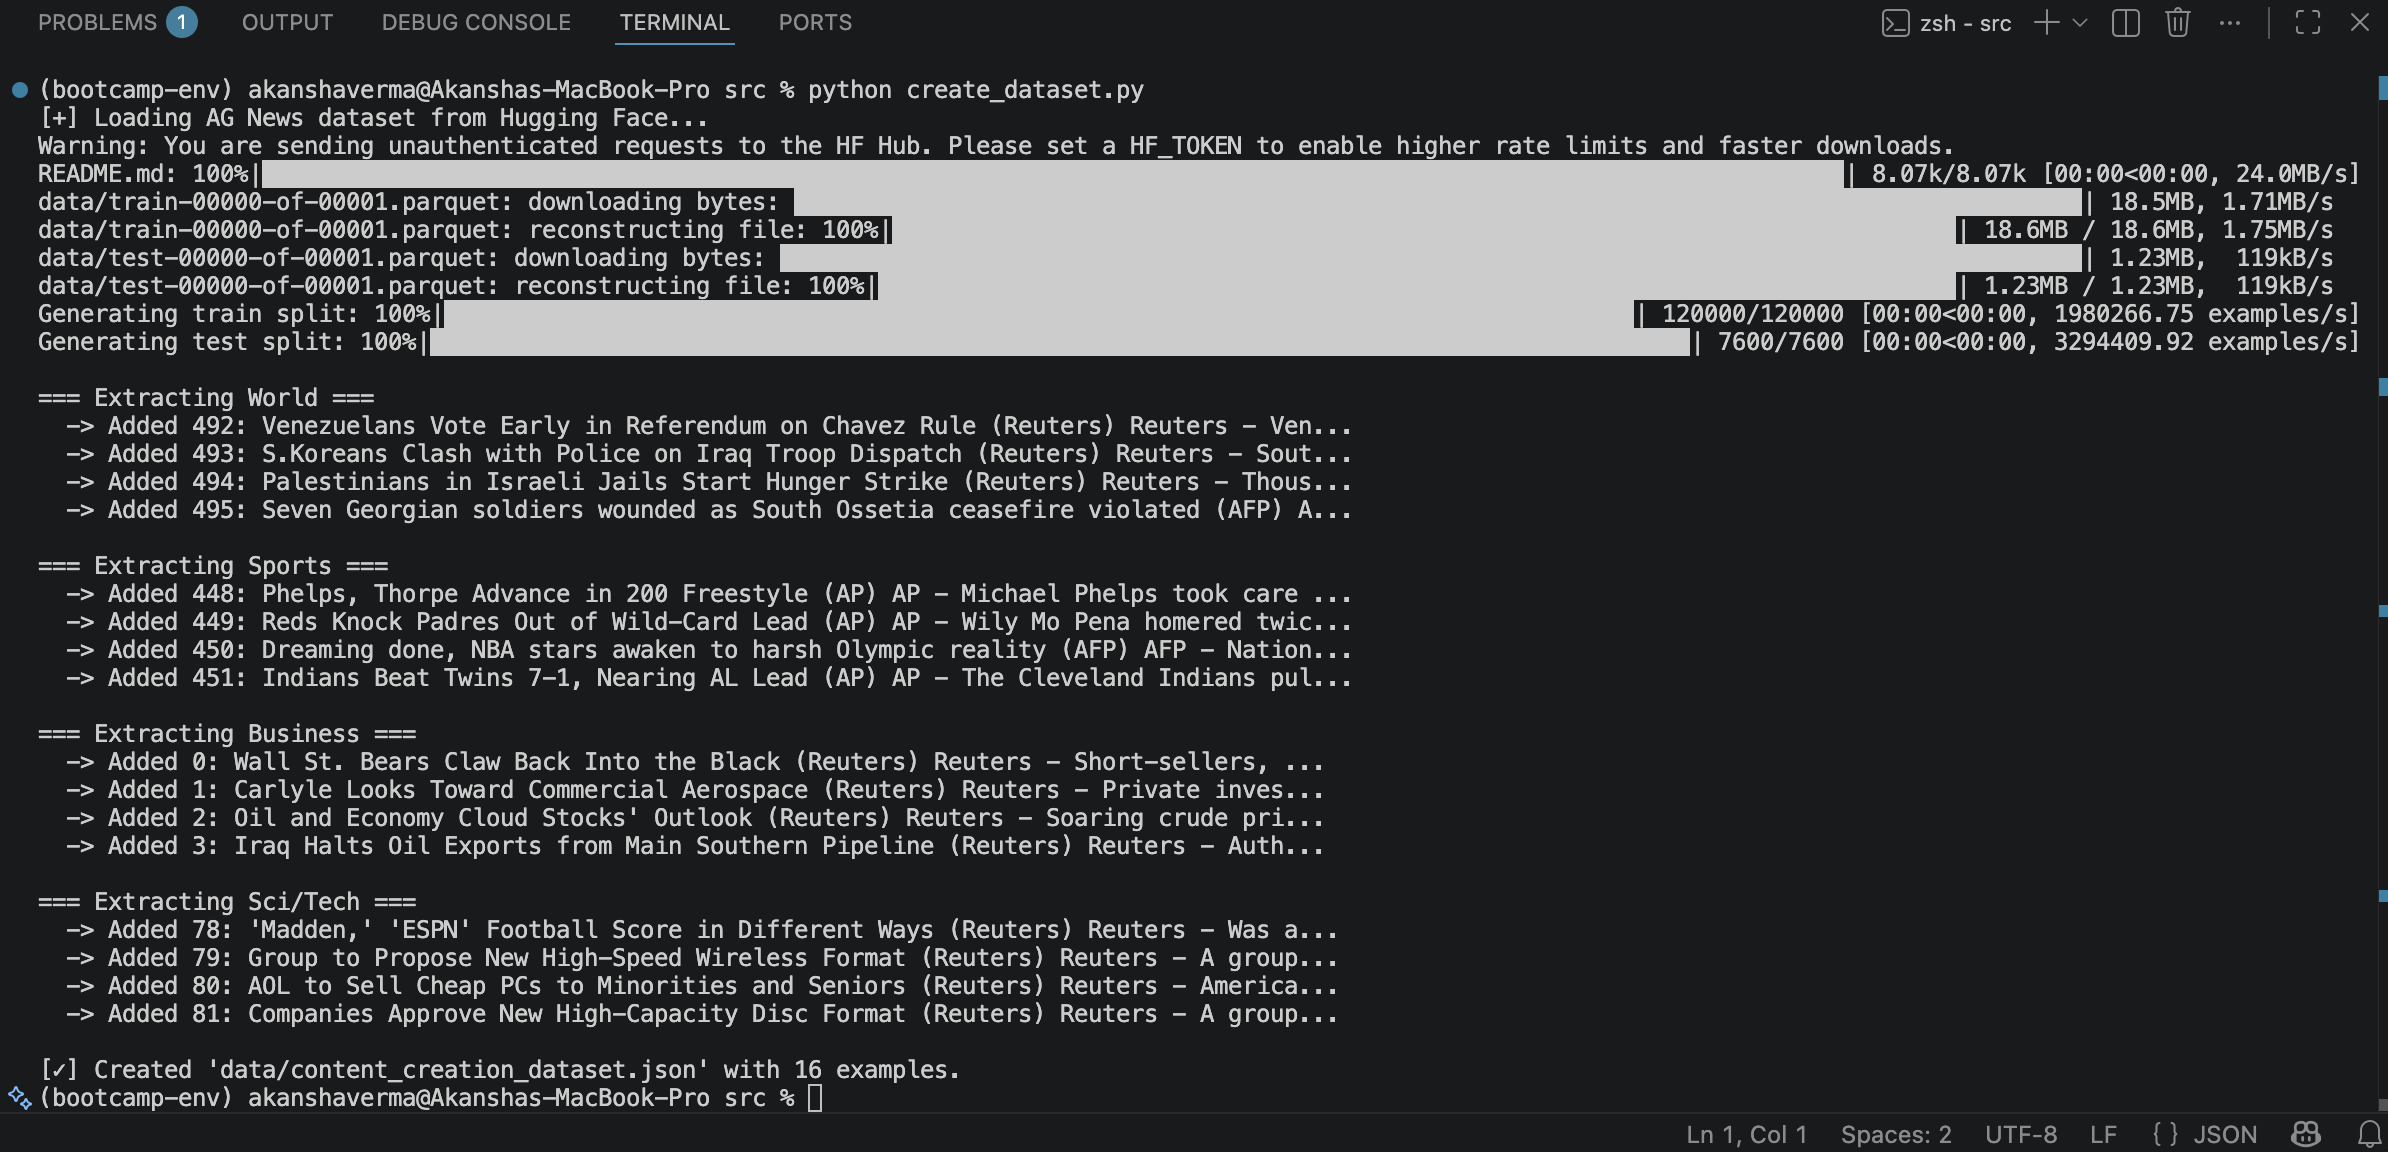 PROBLEMS 1 OUTPUT DEBUG CONSOLE TERMINAL PORTS zsh - src
(bootcamp-env) akanshaverma@Akanshas-MacBook-Pro src % python create_dataset.py
[+] Loading AG News dataset from Hugging Face...
Warning: You are sending unauthenticated requests to the HF Hub. Please set a HF_TOKEN to enable higher rate limits and faster downloads.
README.md: 100%| | 8.07k/8.07k [00:00<00:00, 24.0MB/s]
data/train-00000-of-00001.parquet: downloading bytes: | 18.5MB, 1.71MB/s
data/train-00000-of-00001.parquet: reconstructing file: 100%| | 18.6MB / 18.6MB, 1.75MB/s
data/test-00000-of-00001.parquet: downloading bytes: | 1.23MB, 119kB/s
data/test-00000-of-00001.parquet: reconstructing file: 100%| | 1.23MB / 1.23MB, 119kB/s
Generating train split: 100%| | 120000/120000 [00:00<00:00, 1980266.75 examples/s]
Generating test split: 100%| | 7600/7600 [00:00<00:00, 3294409.92 examples/s]
=== Extracting World ===
-> Added 492: Venezuelans Vote Early in Referendum on Chavez Rule (Reuters) Reuters - Ven...
-> Added 493: S.Koreans Clash with Police on Iraq Troop Dispatch (Reuters) Reuters - Sout...
-> Added 494: Palestinians in Israeli Jails Start Hunger Strike (Reuters) Reuters - Thous...
-> Added 495: Seven Georgian soldiers wounded as South Ossetia ceasefire violated (AFP) A...
=== Extracting Sports ===
-> Added 448: Phelps, Thorpe Advance in 200 Freestyle (AP) AP - Michael Phelps took care ...
-> Added 449: Reds Knock Padres Out of Wild-Card Lead (AP) AP - Wily Mo Pena homered twic...
-> Added 450: Dreaming done, NBA stars awaken to harsh Olympic reality (AFP) AFP - Nation...
-> Added 451: Indians Beat Twins 7-1, Nearing AL Lead (AP) AP - The Cleveland Indians pul...
=== Extracting Business ===
-> Added 0: Wall St. Bears Claw Back Into the Black (Reuters) Reuters - Short-sellers, ...
-> Added 1: Carlyle Looks Toward Commercial Aerospace (Reuters) Reuters - Private inves...
-> Added 2: Oil and Economy Cloud Stocks' Outlook (Reuters) Reuters - Soaring crude pri...
-> Added 3: Iraq Halts Oil Exports from Main Southern Pipeline (Reuters) Reuters - Auth...
=== Extracting Sci/Tech ===
-> Added 78: 'Madden,' 'ESPN' Football Score in Different Ways (Reuters) Reuters - Was a...
-> Added 79: Group to Propose New High-Speed Wireless Format (Reuters) Reuters - A group...
-> Added 80: AOL to Sell Cheap PCs to Minorities and Seniors (Reuters) Reuters - America...
-> Added 81: Companies Approve New High-Capacity Disc Format (Reuters) Reuters - A group...
[✓] Created 'data/content_creation_dataset.json' with 16 examples.
(bootcamp-env) akanshaverma@Akanshas-MacBook-Pro src %
Ln 1, Col 1 Spaces: 2 UTF-8 LF { } JSON